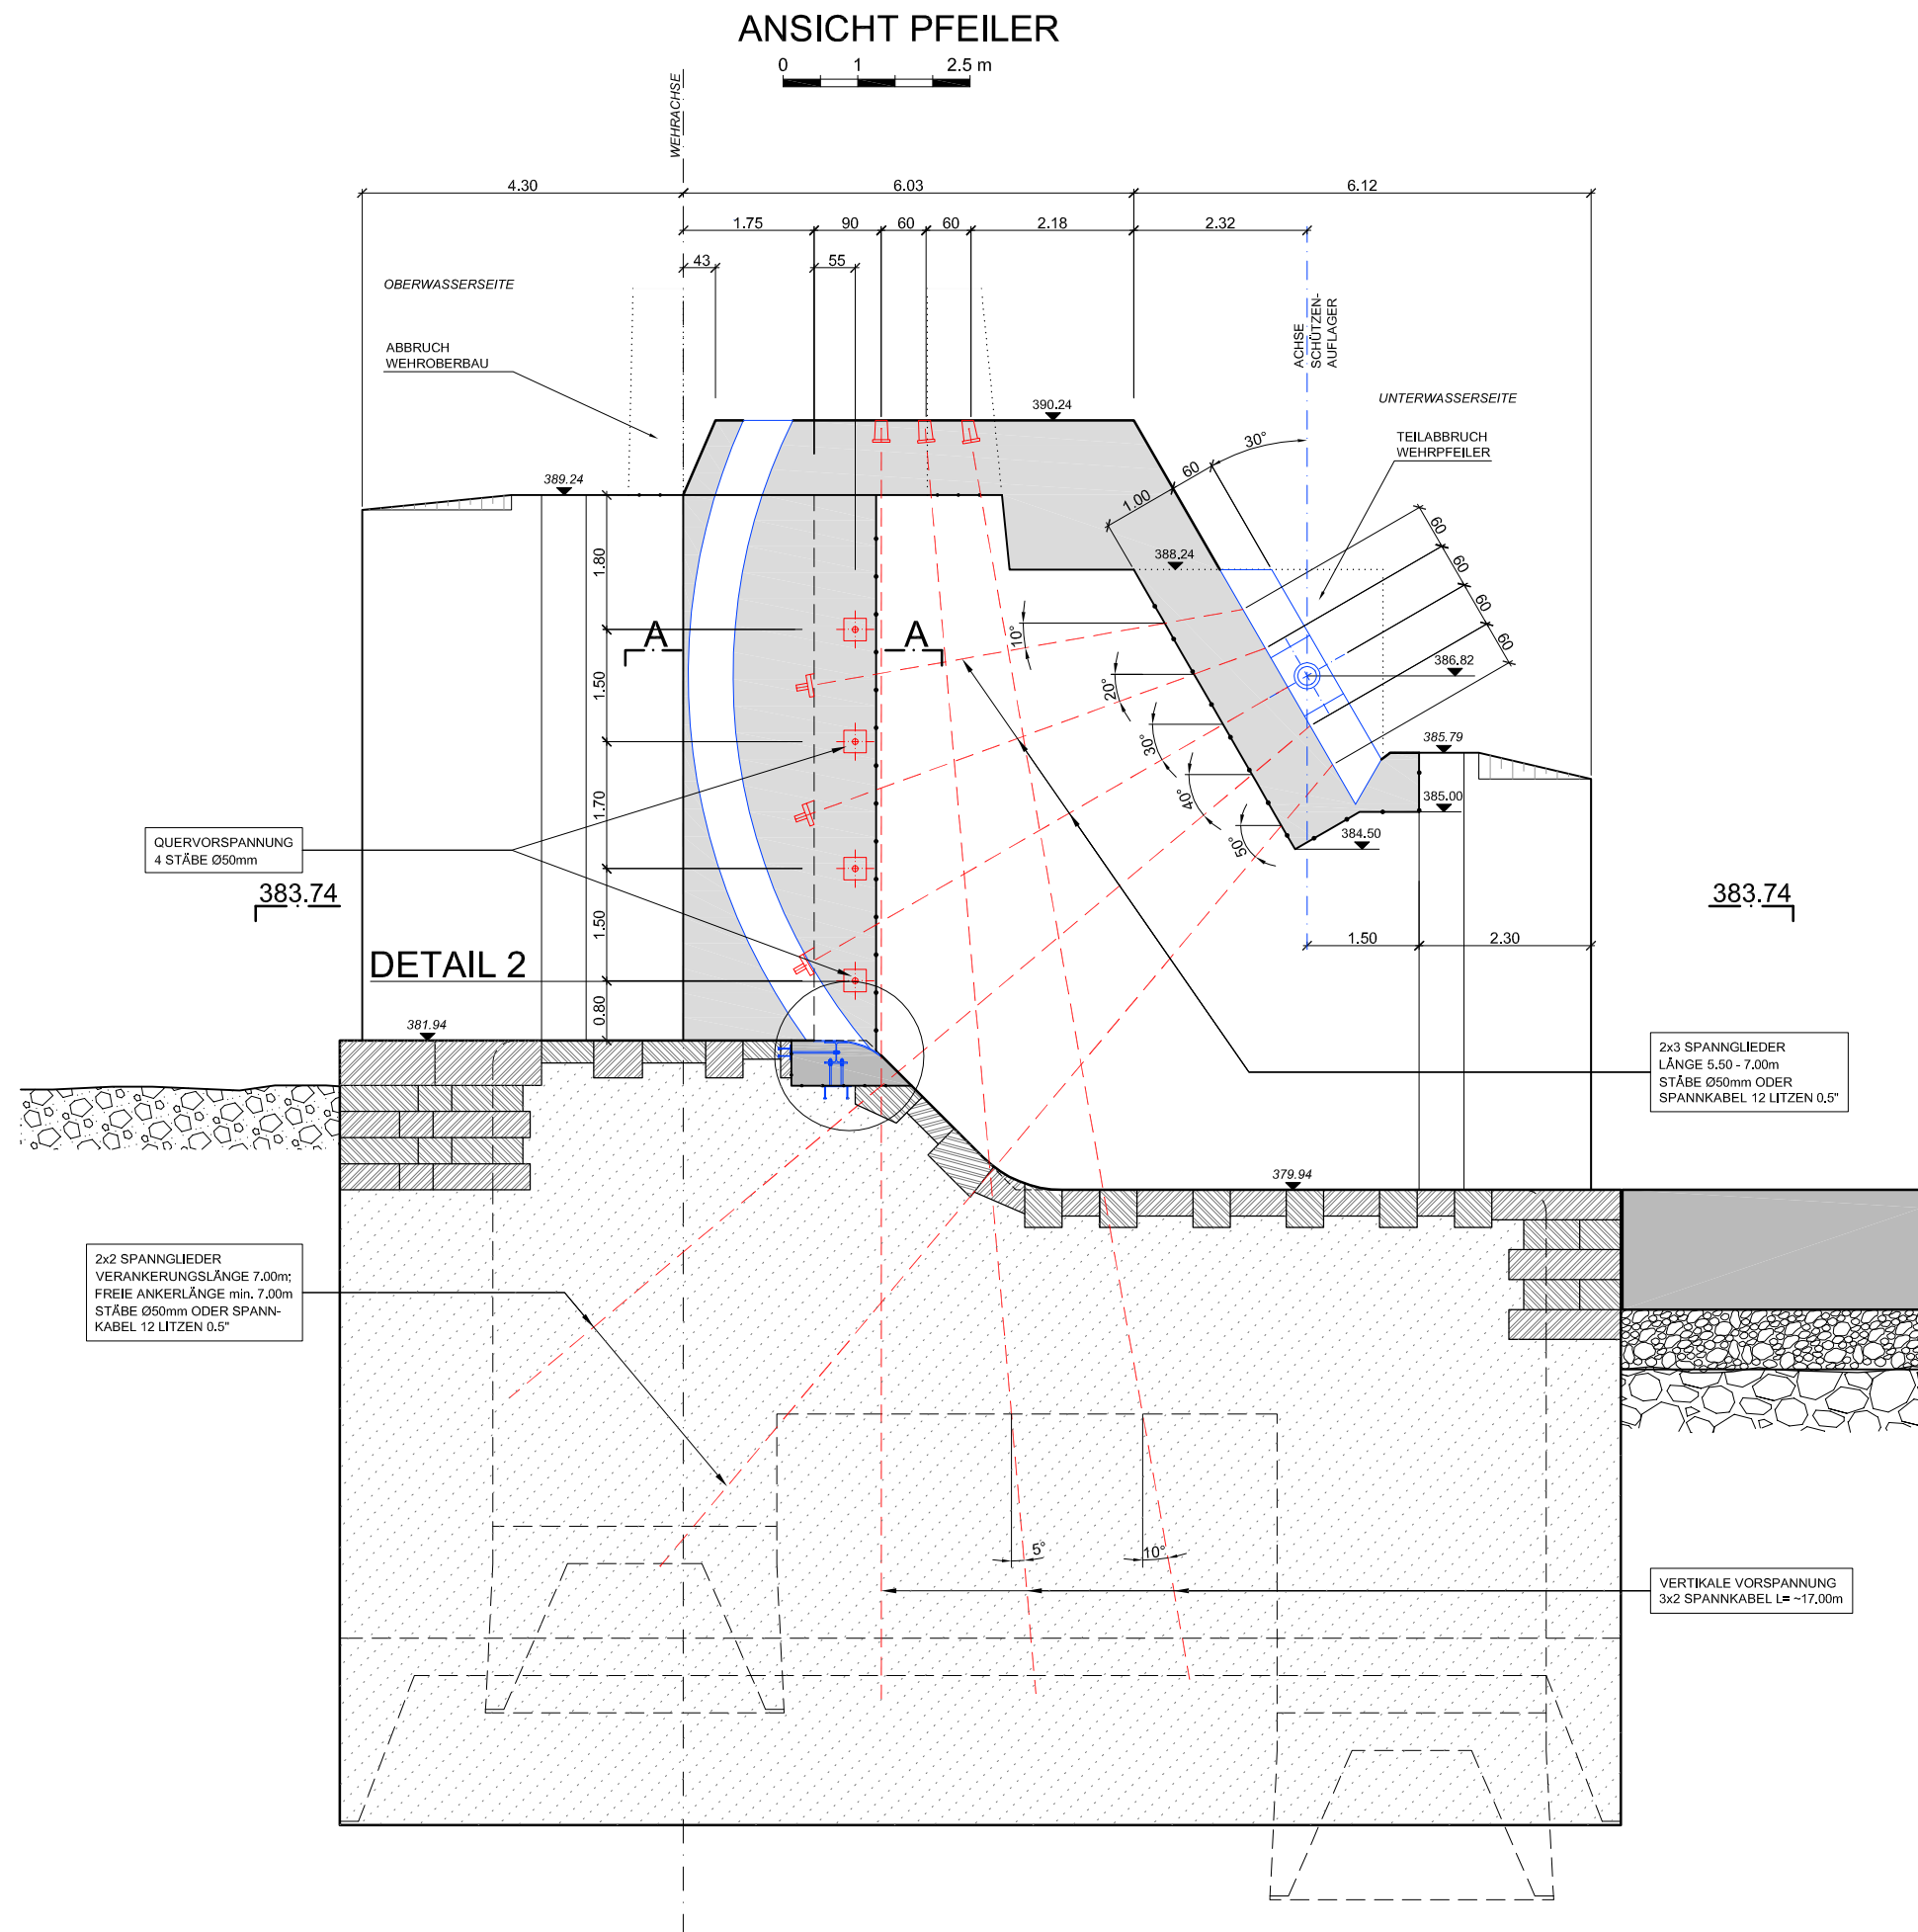 ANSICHT PFEILER
0 1 2.5 m
WEHRACHSE
4.30 6.03 6.12
1.75 90 60 60 2.18 2.32
43 55
OBERWASSERSEITE
ABBRUCH
WEHROBERBAU
ACHSE
SCHÜTZEN-
AUFLAGER
UNTERWASSERSEITE
TEILABBRUCH
WEHRPFEILER
390.24
30°
60
1.00
389.24
388.24
60
60
60
60
1.80
A A
10°
386.82
20°
1.50
30°
385.79
40°
385.00
1.70
50°
384.50
QUERVORSPANNUNG
4 STÄBE Ø50mm
383.74 383.74
1.50
1.50 2.30
DETAIL 2
0.80
381.94
2x3 SPANNGLIEDER
LÄNGE 5.50 - 7.00m
STÄBE Ø50mm ODER
SPANNKABEL 12 LITZEN 0.5"
379.94
2x2 SPANNGLIEDER
VERANKERUNGSLÄNGE 7.00m;
FREIE ANKERLÄNGE min. 7.00m
STÄBE Ø50mm ODER SPANN-
KABEL 12 LITZEN 0.5"
5° 10°
VERTIKALE VORSPANNUNG
3x2 SPANNKABEL L= ~17.00m